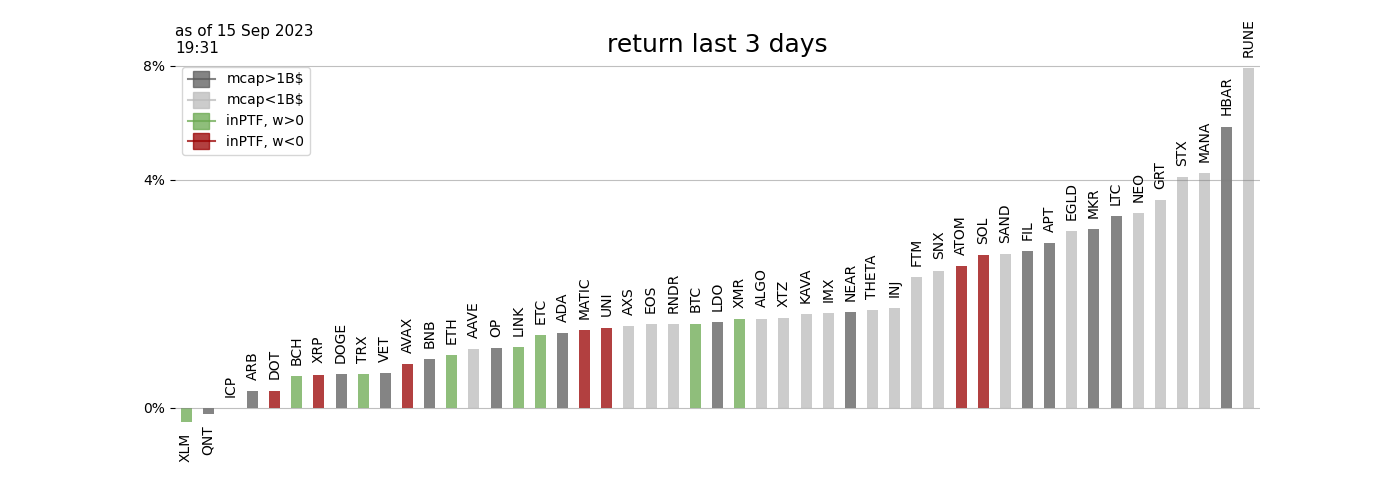 as of 15 Sep 2023
19:31
return last 3 days
8%
4%
0%
mcap>1B$
mcap<1B$
inPTF, w>0
inPTF, w<0
XLM
QNT
ICP
ARB
DOT
BCH
XRP
DOGE
TRX
VET
AVAX
BNB
ETH
AAVE
OP
LINK
ETC
ADA
MATIC
UNI
AXS
EOS
RNDR
BTC
LDO
XMR
ALGO
XTZ
KAVA
IMX
NEAR
THETA
INJ
FTM
SNX
ATOM
SOL
SAND
FIL
APT
EGLD
MKR
LTC
NEO
GRT
STX
MANA
HBAR
RUNE